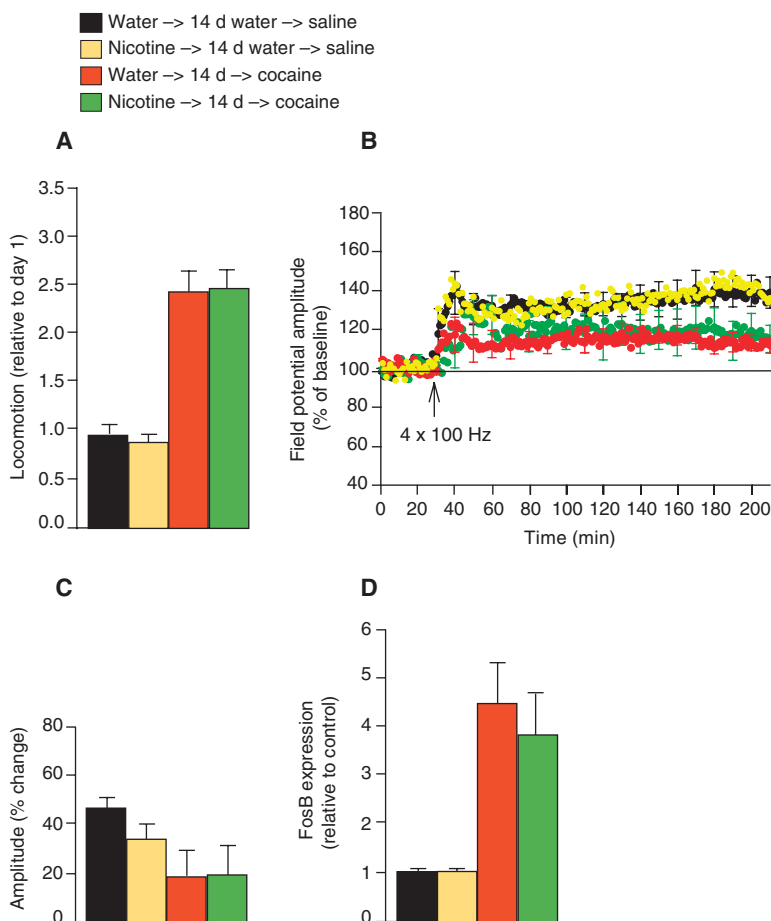 Water –> 14 d water –> saline
Nicotine –> 14 d water –> saline
Water –> 14 d –> cocaine
Nicotine –> 14 d –> cocaine
A
Locomotion (relative to day 1)
3.5
3.0
2.5
2.0
1.5
1.0
0.5
0.0
B
Field potential amplitude
(% of baseline)
180
160
140
120
100
80
60
40
4 x 100 Hz
0 20 40 60 80 100 120 140 160 180 200
Time (min)
C
Amplitude (% change)
80
60
40
20
0
D
FosB expression
(relative to control)
6
5
4
3
2
1
0